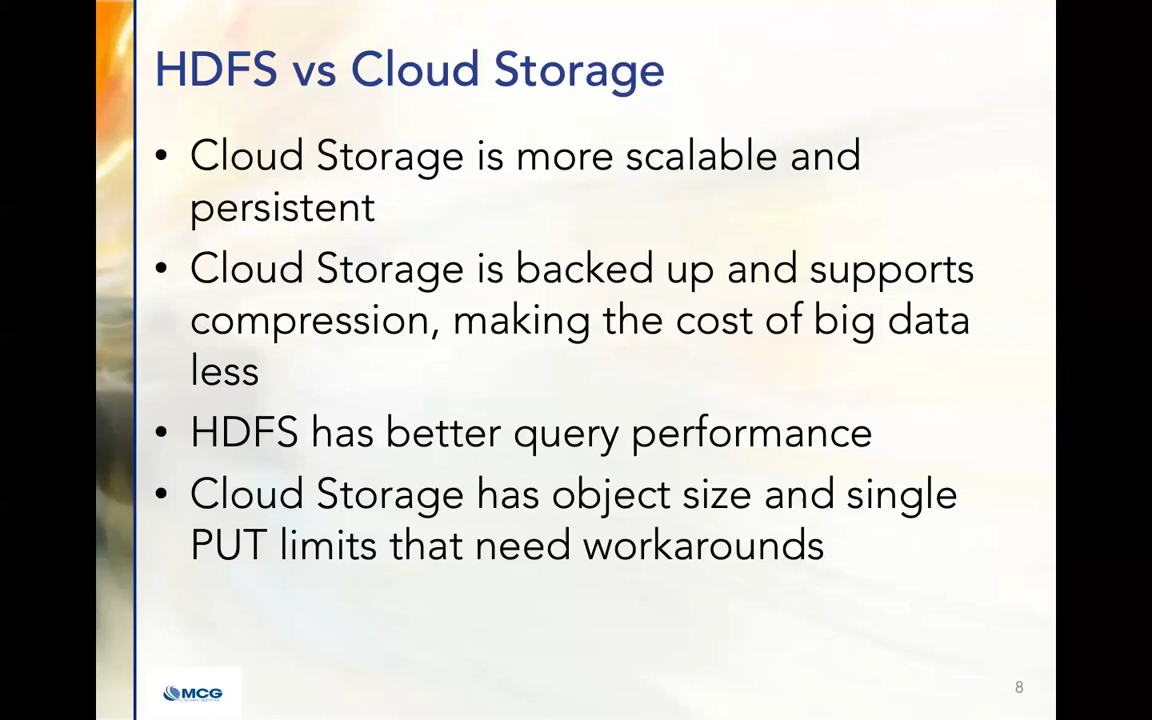 HDFS vs Cloud Storage
• Cloud Storage is more scalable and
persistent
• Cloud Storage is backed up and supports
compression, making the cost of big data
less
• HDFS has better query performance
• Cloud Storage has object size and single
PUT limits that need workarounds
MCG
8